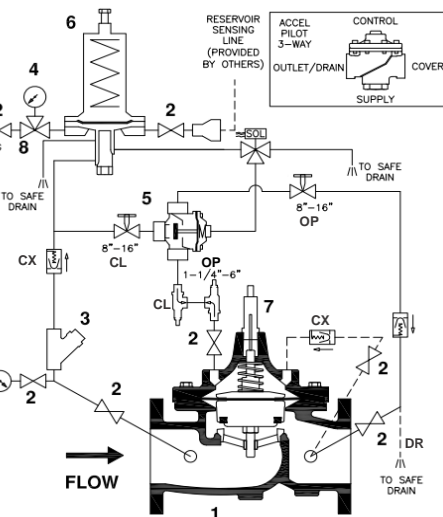 6
RESERVOIR
SENSING
LINE
(PROVIDED
BY OTHERS)
ACCEL
PILOT
3-WAY
CONTROL
OUTLET/DRAIN
COVER
SUPPLY
4
2
2
8
SOL
TO SAFE
DRAIN
TO SAFE
DRAIN
5
8"-16"
OP
8"-16"
CL
CX
OP
1-1/4"-6"
CL
7
3
2
CX
2
2
2
2
DR
FLOW
TO SAFE
DRAIN
1